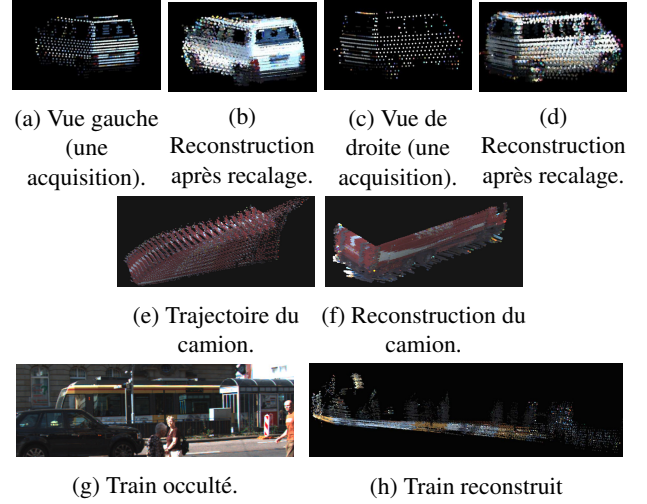 (a) Vue gauche
(une
acquisition).
(b)
Reconstruction
après recalage.
(c) Vue de
droite (une
acquisition).
(d)
Reconstruction
après recalage.
(e) Trajectoire du
camion.
(f) Reconstruction du
camion.
(g) Train occulté.
(h) Train reconstruit